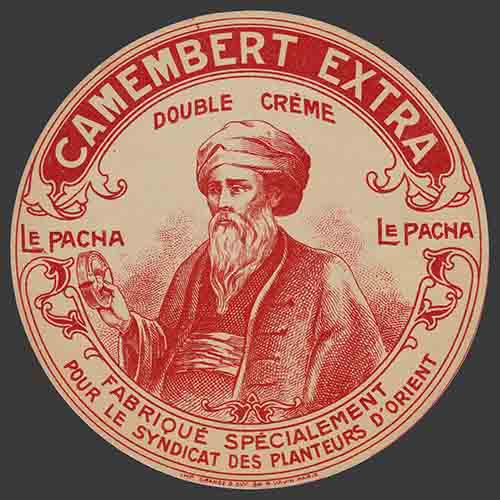 CAMEMBERT EXTRA
DOUBLE CRÈME
LE PACHA
LE PACHA
FABRIQUÉ SPÉCIALEMENT
POUR LE SYNDICAT DES PLANTEURS D'ORIENT